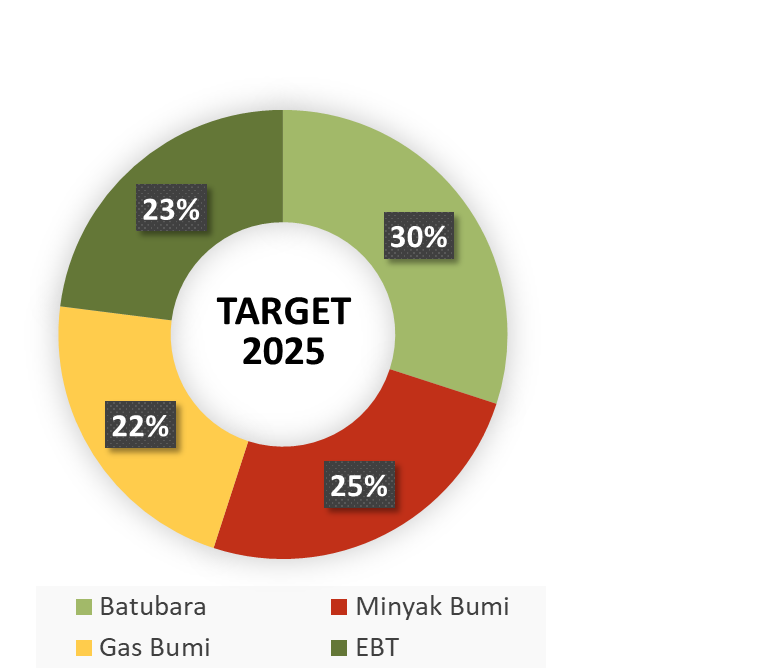 23%
30%
TARGET
2025
22%
25%
Batubara
Minyak Bumi
Gas Bumi
EBT